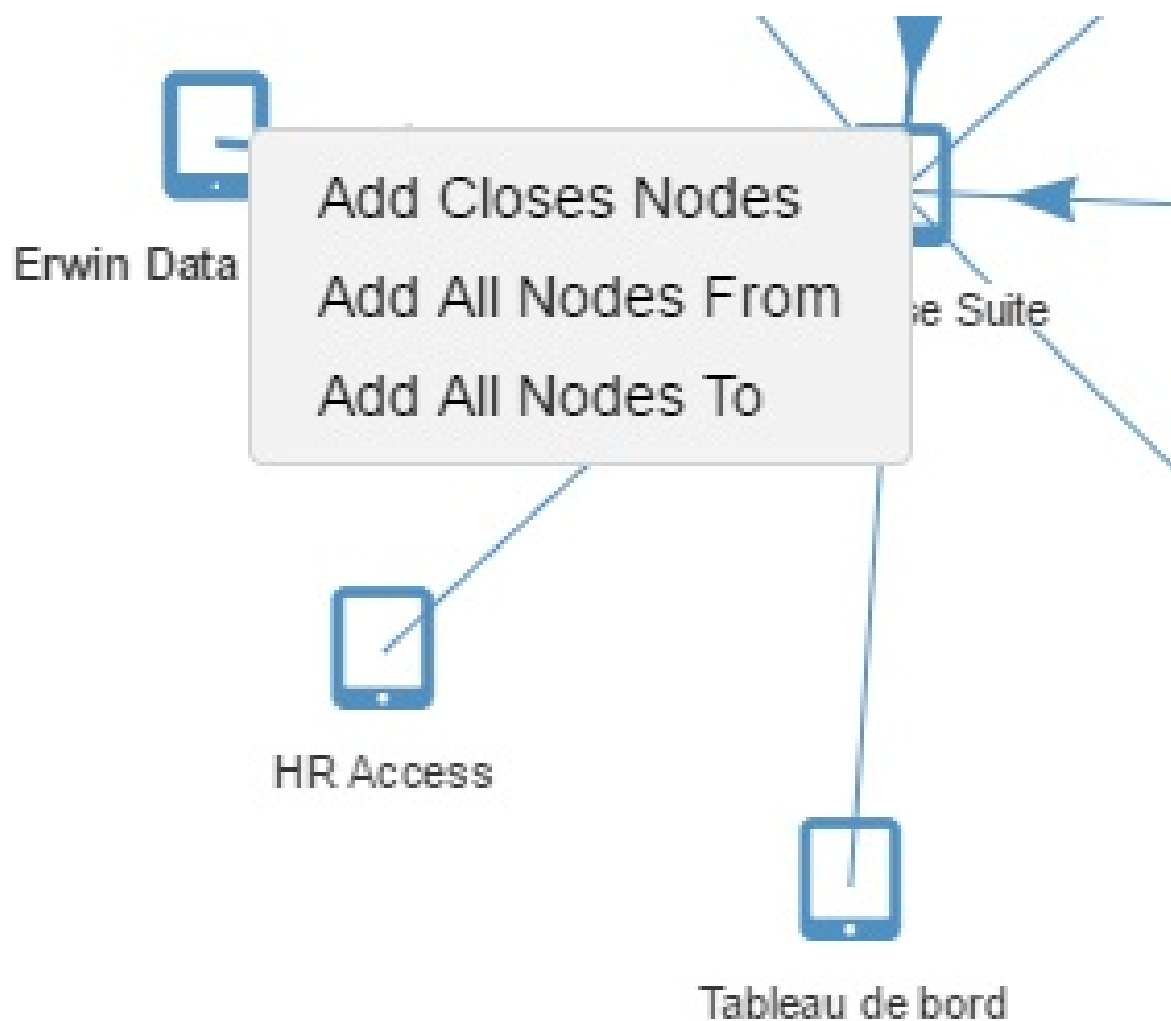 Add Closes Nodes
Erwin Data
Add All Nodes From
Suite
Add All Nodes To
HR Access
Tableau de bord